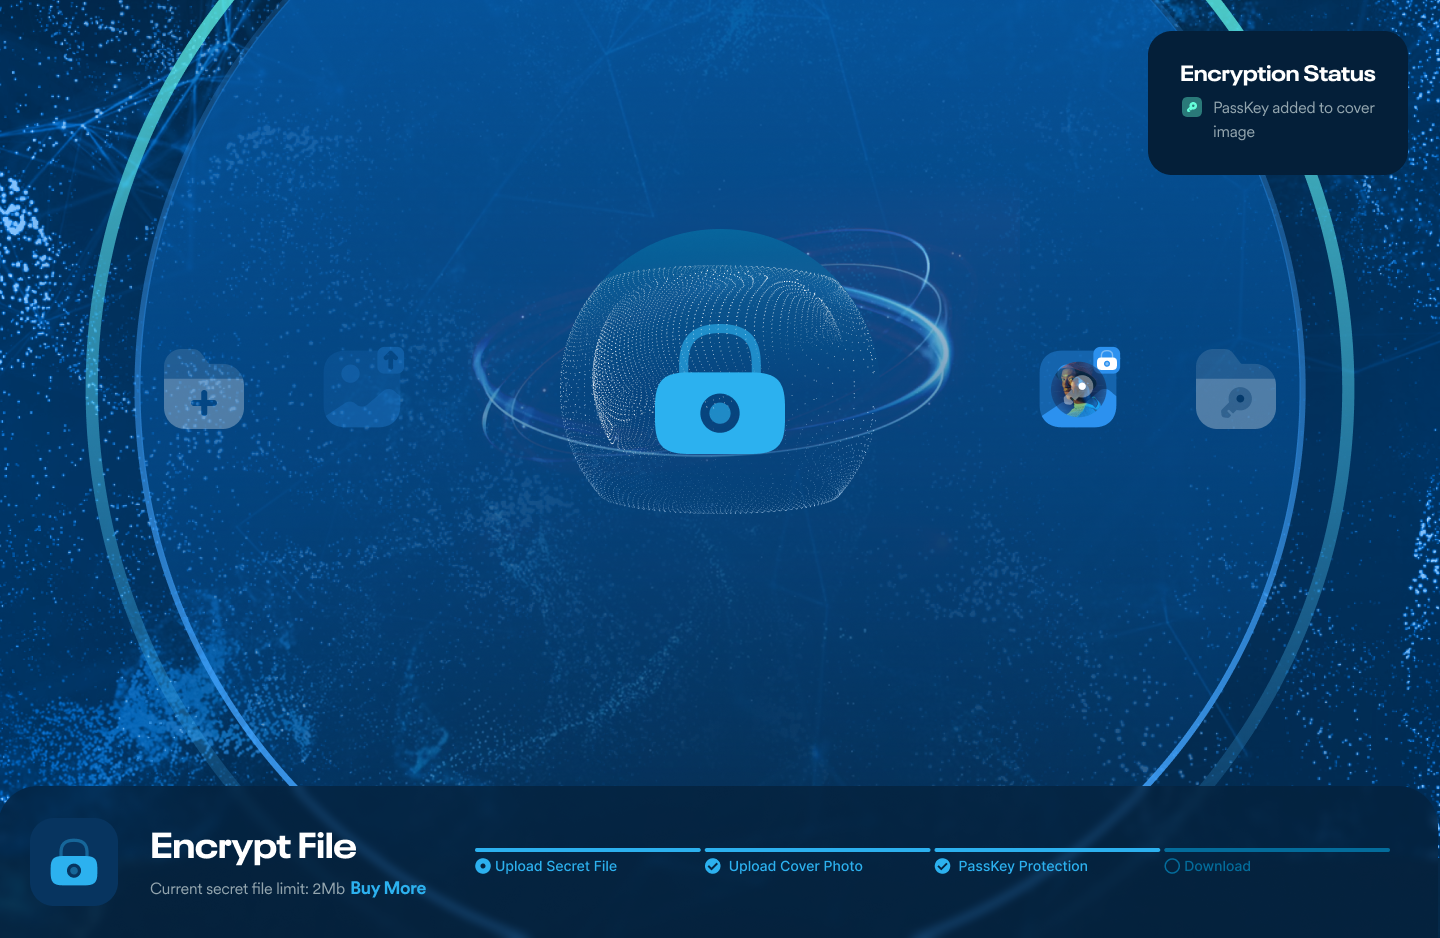 Encryption Status
PassKey added to cover
image
Encrypt File
Current secret file limit: 2Mb Buy More
Upload Secret File
Upload Cover Photo
PassKey Protection
Download